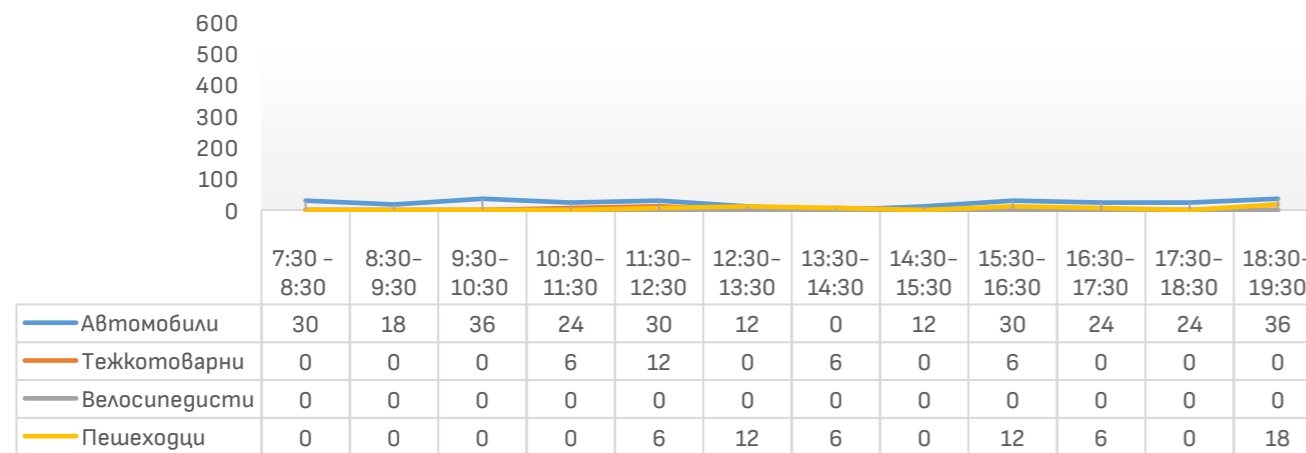 600
500
400
300
200
100
0
7:30 – 8:30– 9:30– 10:30– 11:30– 12:30– 13:30– 14:30– 15:30– 16:30– 17:30– 18:30–
8:30 9:30 10:30 11:30 12:30 13:30 14:30 15:30 16:30 17:30 18:30 19:30
Автомобили 30 18 36 24 30 12 0 12 30 24 24 36
Тежкотоварни 0 0 0 6 12 0 6 0 6 0 0 0
Велосипедисти 0 0 0 0 0 0 0 0 0 0 0 0
Пешеходци 0 0 0 0 6 12 6 0 12 6 0 18